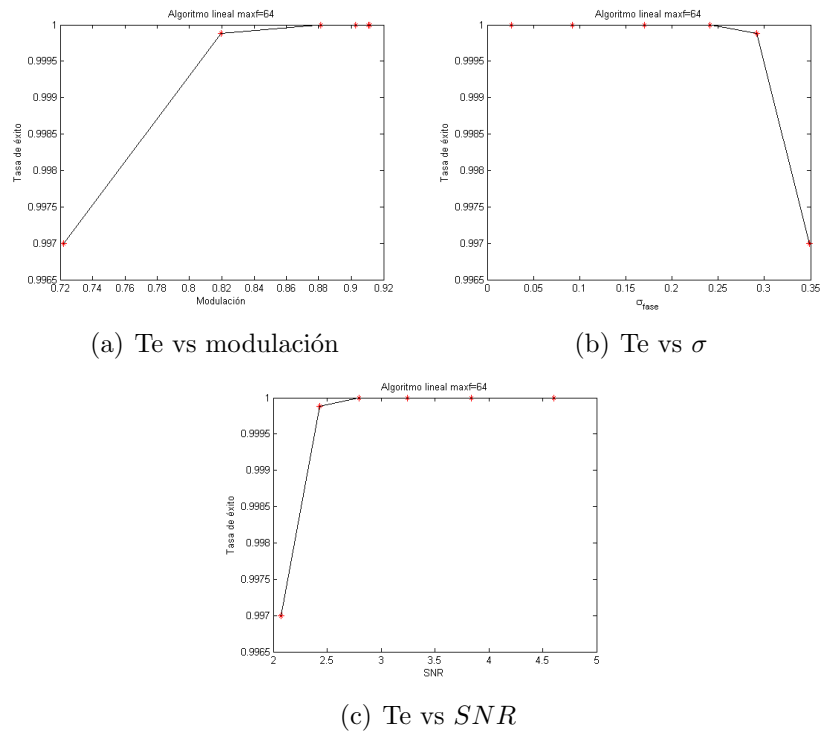 Algoritmo lineal maxf=64
1
0.9995
0.999
0.9985
0.998
0.9975
0.997
0.9965
Tasa de éxito
0.72 0.74 0.76 0.78 0.8 0.82 0.84 0.86 0.88 0.9 0.92
Modulación
(a) Te vs modulación
Algoritmo lineal maxf=64
1
0.9995
0.999
0.9985
0.998
0.9975
0.997
0.9965
Tasa de éxito
0 0.05 0.1 0.15 0.2 0.25 0.3 0.35
σfase
(b) Te vs σ
Algoritmo lineal maxf=64
1
0.9995
0.999
0.9985
0.998
0.9975
0.997
0.9965
Tasa de éxito
2 2.5 3 3.5 4 4.5 5
SNR
(c) Te vs SNR